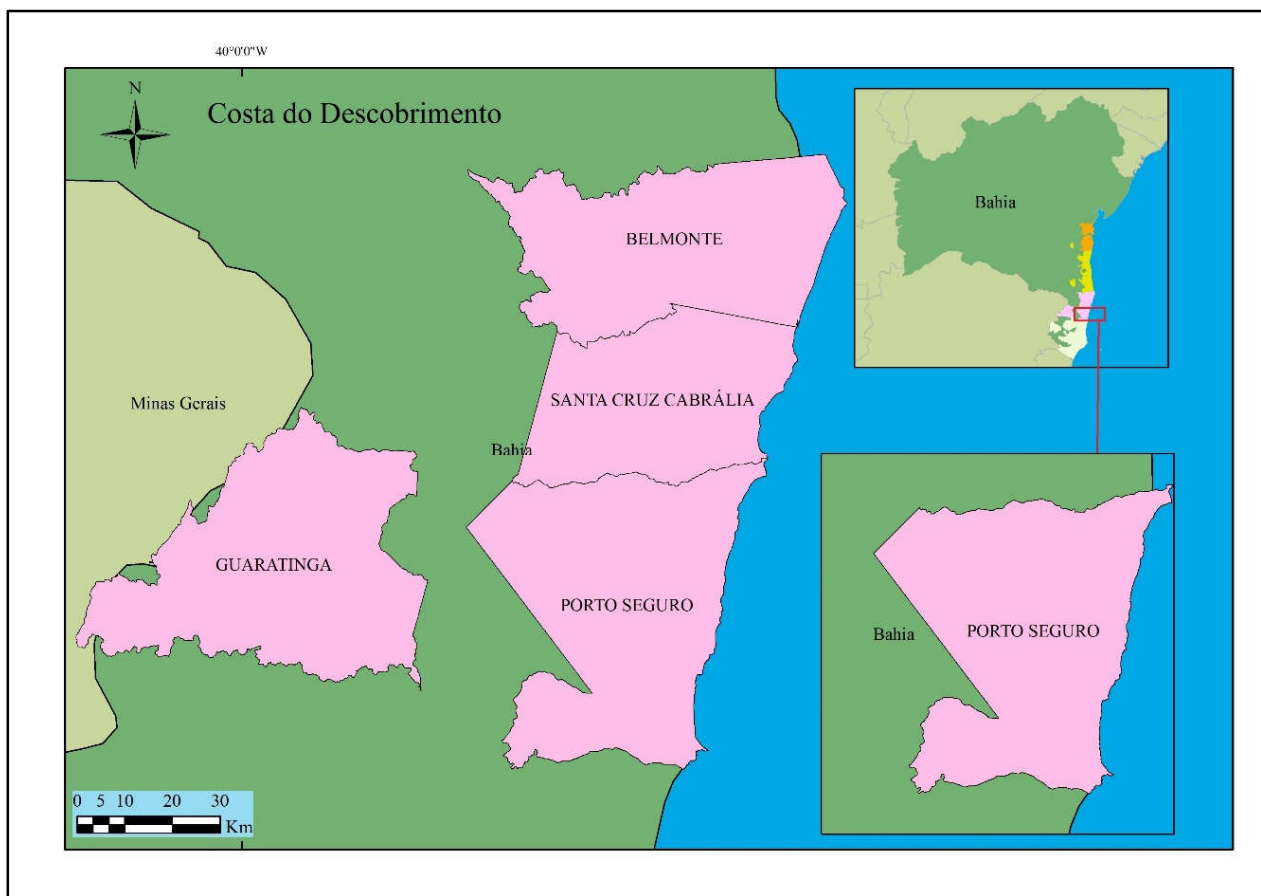 40°0'0"W
N
Costa do Descobrimento
Bahia
BELMONTE
Minas Gerais
SANTA CRUZ CABRÁLIA
Bahia
GUARATINGA
PORTO SEGURO
Bahia
PORTO SEGURO
0 5 10 20 30
Km